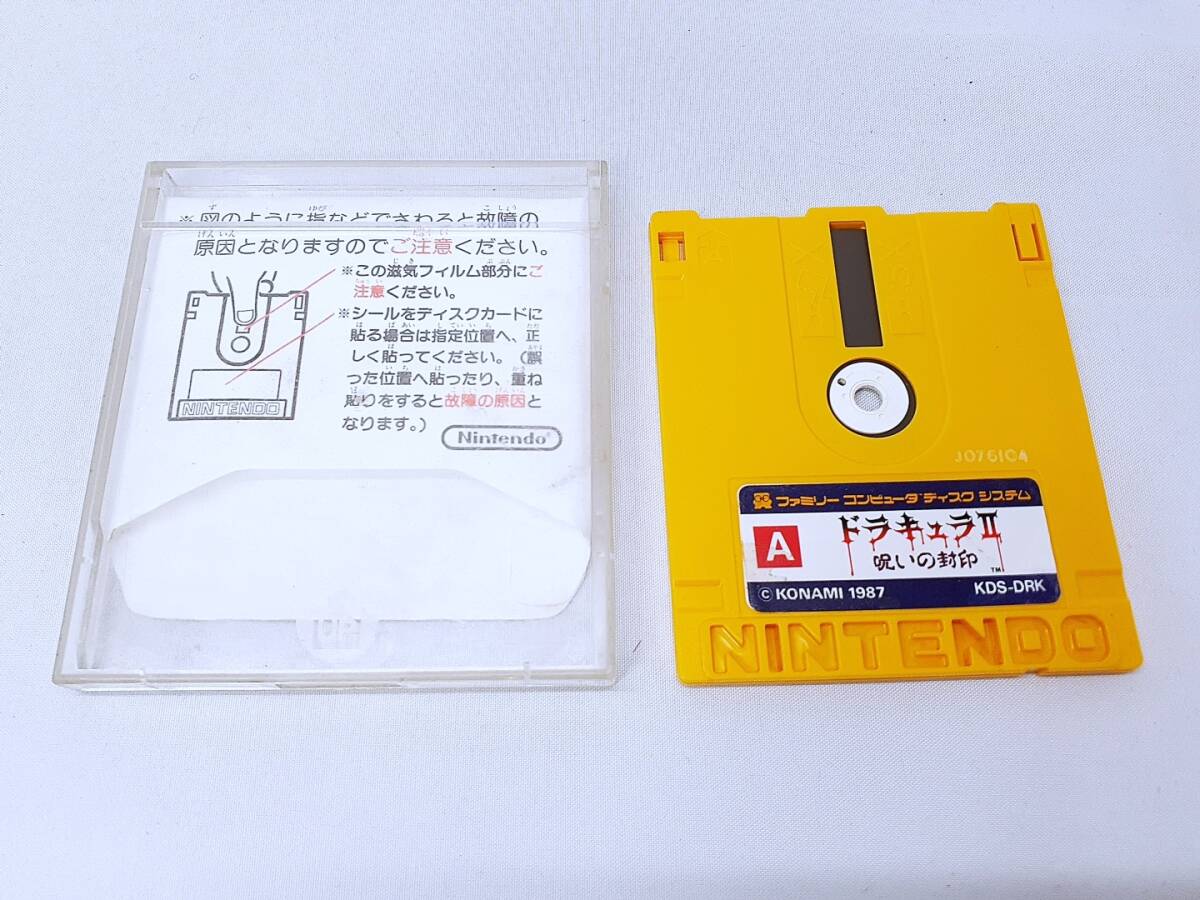 ※図のように指などでさわると故障の
原因となりますのでご注意ください。
※この滋気フィルム部分にご
注意ください。
※シールをディスクカードに
貼る場合は指定位置へ、正
しく貼ってください。（誤
った位置へ貼ったり、重ね
貼りをすると故障の原因と
なります。）
NINTENDO
Nintendo®
J0761C4
ファミリー コンピュータ ディスク システム
A
ドラキュラII
呪いの封印
TM
© KONAMI 1987
KDS-DRK
NINTENDO